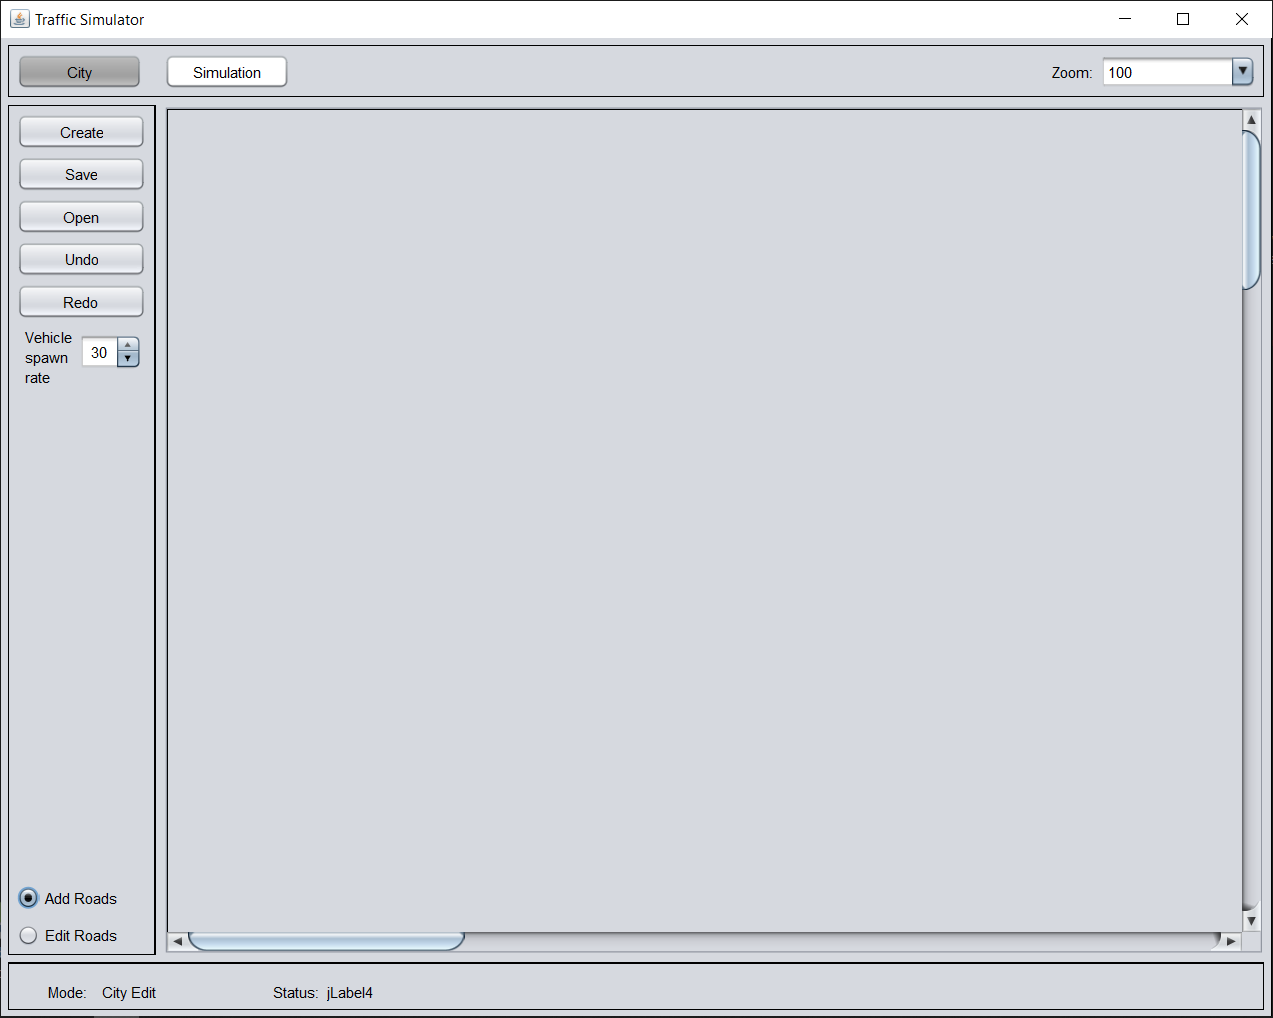 Traffic Simulator
City
Simulation
Zoom: 100
Create
Save
Open
Undo
Redo
Vehicle
spawn
rate
30
Add Roads
Edit Roads
Mode: City Edit
Status: jLabel4